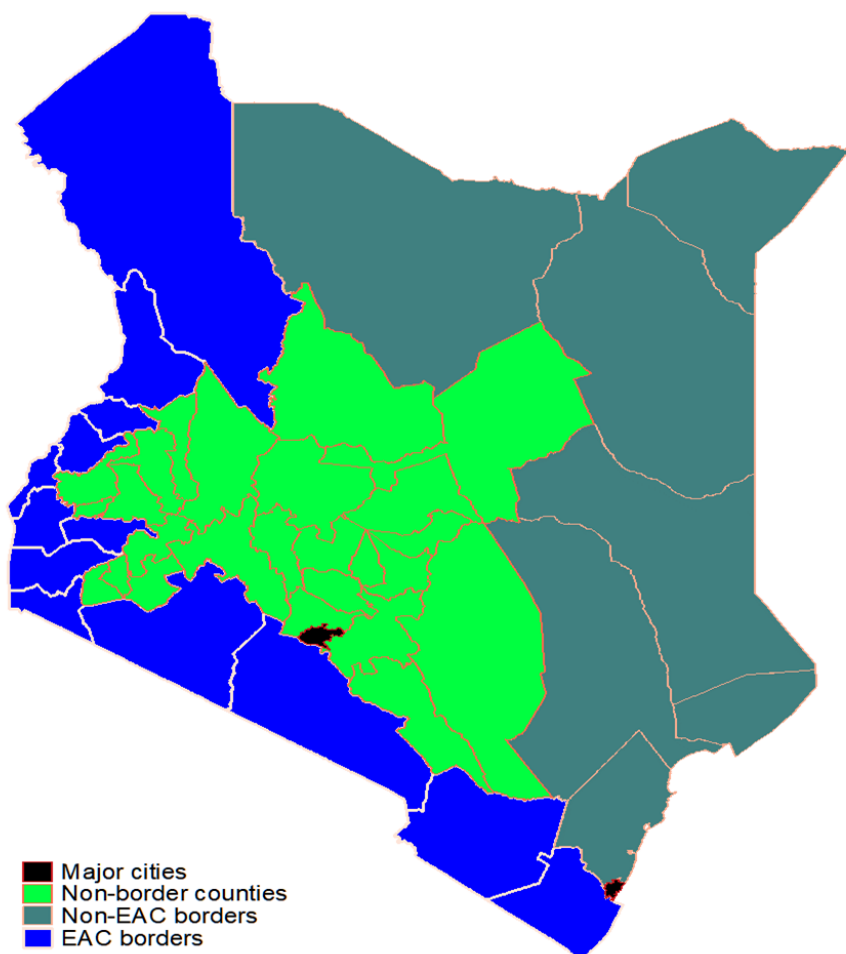 Major cities
Non-border counties
Non-EAC borders
EAC borders